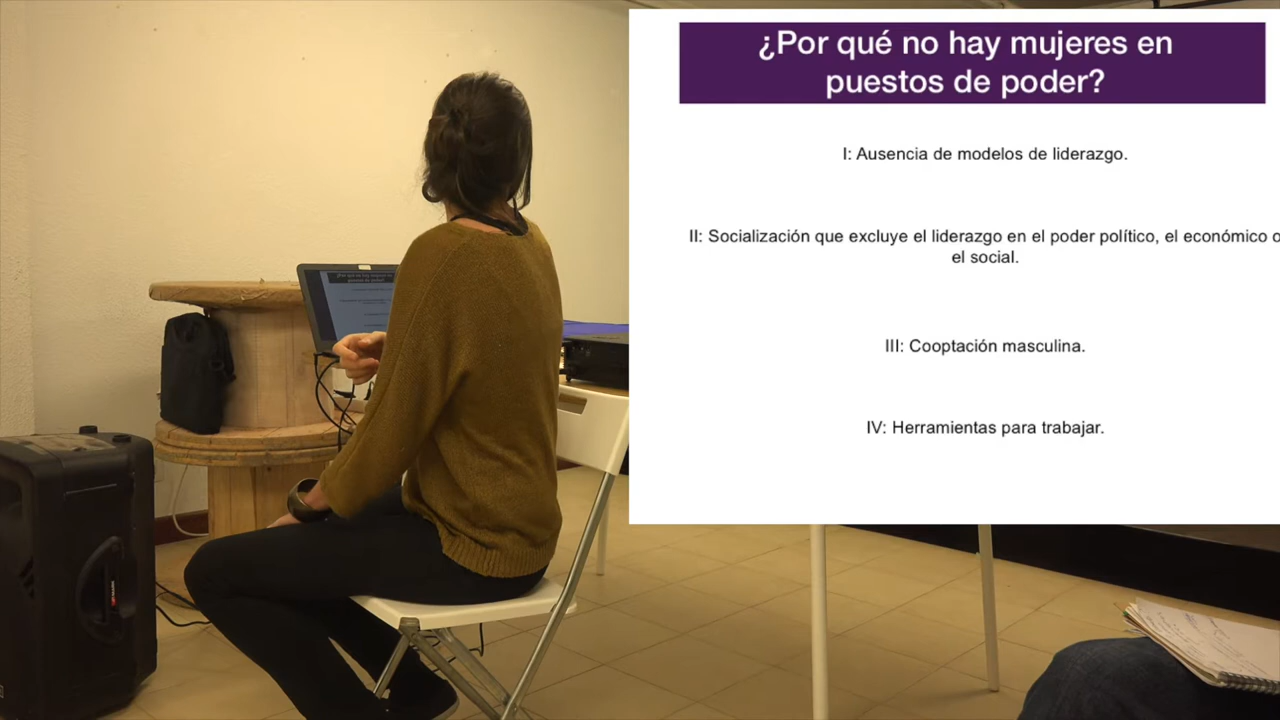 ¿Por qué no hay mujeres en
puestos de poder?
I: Ausencia de modelos de liderazgo.
II: Socialización que excluye el liderazgo en el poder político, el económico o
el social.
III: Cooptación masculina.
IV: Herramientas para trabajar.